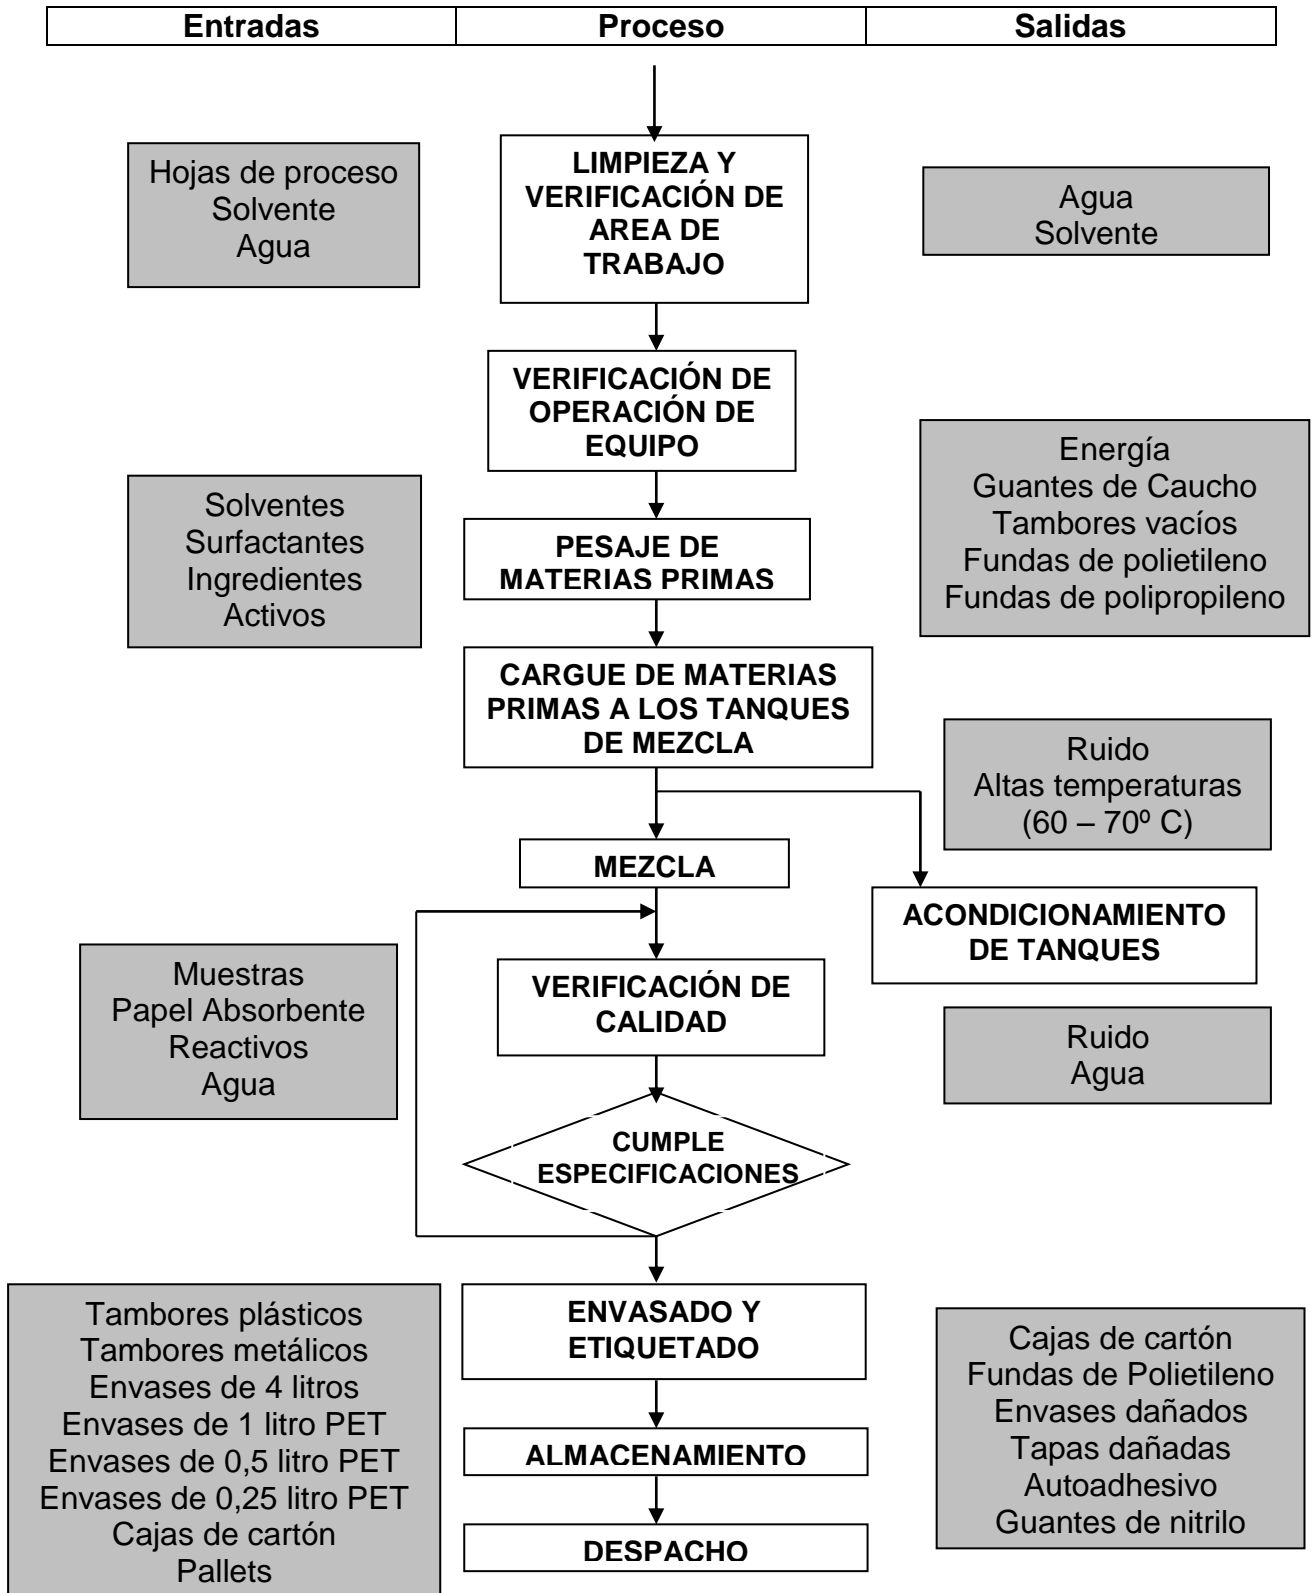 Entradas
Proceso
Salidas
Hojas de proceso
Solvente
Agua
LIMPIEZA Y
VERIFICACIÓN DE
AREA DE
TRABAJO
Agua
Solvente
VERIFICACIÓN DE
OPERACIÓN DE
EQUIPO
Solventes
Surfactantes
Ingredientes
Activos
PESAJE DE
MATERIAS PRIMAS
Energía
Guantes de Caucho
Tambores vacíos
Fundas de polietileno
Fundas de polipropileno
CARGUE DE MATERIAS
PRIMAS A LOS TANQUES
DE MEZCLA
Ruido
Altas temperaturas
(60 – 70º C)
MEZCLA
ACONDICIONAMIENTO
DE TANQUES
Muestras
Papel Absorbente
Reactivos
Agua
VERIFICACIÓN DE
CALIDAD
Ruido
Agua
CUMPLE
ESPECIFICACIONES
Tambores plásticos
Tambores metálicos
Envases de 4 litros
Envases de 1 litro PET
Envases de 0,5 litro PET
Envases de 0,25 litro PET
Cajas de cartón
Pallets
ENVASADO Y
ETIQUETADO
ALMACENAMIENTO
DESPACHO
Cajas de cartón
Fundas de Polietileno
Envases dañados
Tapas dañadas
Autoadhesivo
Guantes de nitrilo